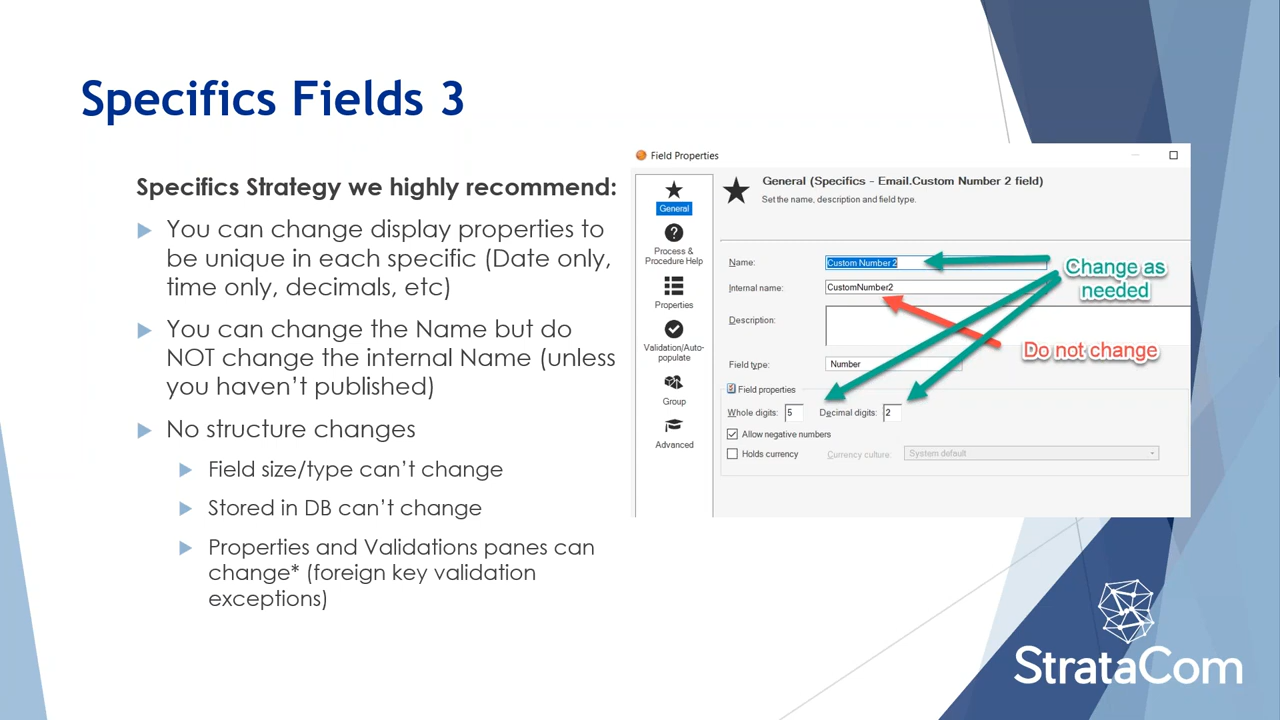 Specifics Fields 3
Specifics Strategy we highly recommend:
You can change display properties to
be unique in each specific (Date only,
time only, decimals, etc)
You can change the Name but do
NOT change the internal Name (unless
you haven't published)
No structure changes
Field size/type can't change
Stored in DB can't change
Properties and Validations panes can
change* (foreign key validation
exceptions)
Field Properties
General
Process &
Procedure Help
Properties
Validation/Auto-
populate
Group
Advanced
General (Specifics - Email.Custom Number 2 field)
Set the name, description and field type.
Name: Custom Number 2
Internal name: CustomNumber2
Description:
Field type: Number
Field properties
Whole digits: 5 Decimal digits: 2
Allow negative numbers
Holds currency Currency culture: System default
Change as
needed
Do not change
StrataCom